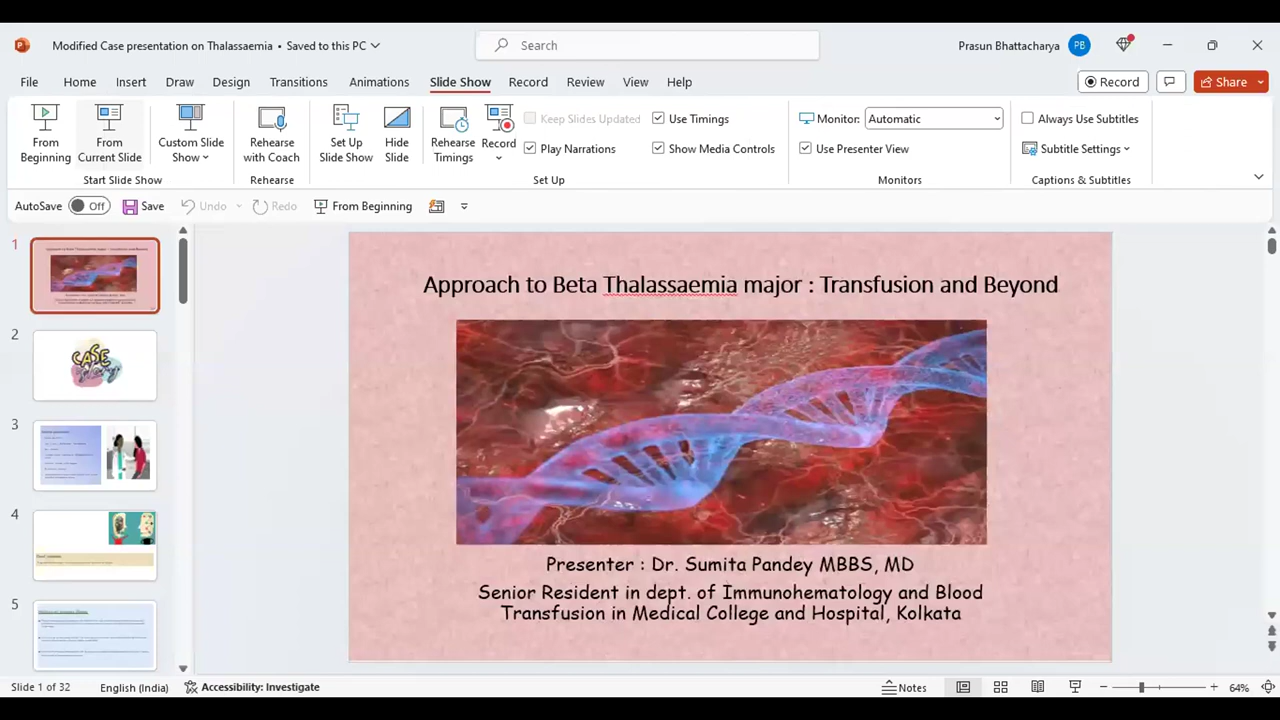 Modified Case presentation on Thalassaemia • Saved to this PC
Search
Prasun Bhattacharya PB
File Home Insert Draw Design Transitions Animations Slide Show Record Review View Help
Record Share
From Beginning
From Current Slide
Custom Slide Show
Start Slide Show
Rehearse with Coach
Rehearse
Set Up Slide Show
Hide Slide
Rehearse Timings
Record
Keep Slides Updated
Play Narrations
Use Timings
Show Media Controls
Set Up
Monitor: Automatic
Use Presenter View
Monitors
Always Use Subtitles
Subtitle Settings
Captions & Subtitles
AutoSave Off Save Undo Redo From Beginning
1
2
CASE
3
4
5
Approach to Beta Thalassaemia major : Transfusion and Beyond
Presenter : Dr. Sumita Pandey MBBS, MD
Senior Resident in dept. of Immunohematology and Blood
Transfusion in Medical College and Hospital, Kolkata
Slide 1 of 32 English (India) Accessibility: Investigate Notes 64%